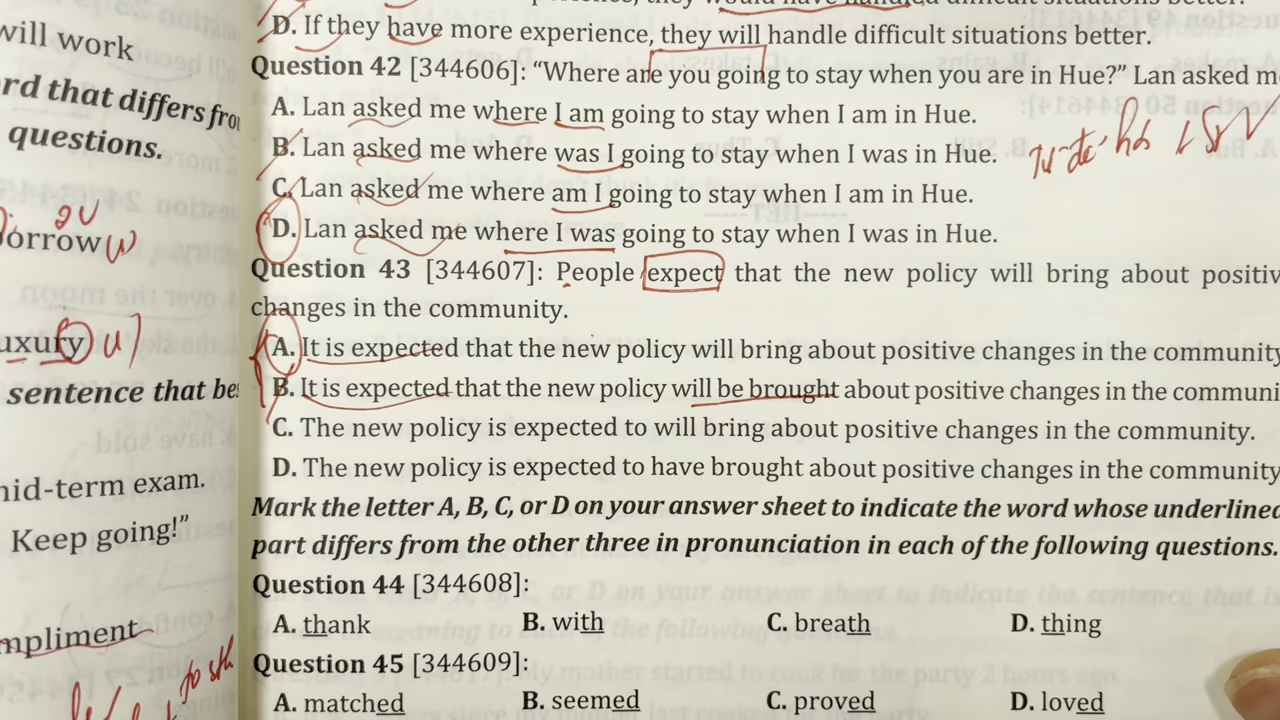 will work
rd that differs fro
questions.
orrow
uxury
sentence that be
mid-term exam.
Keep going!”
mpliment
to sth
D. If they have more experience, they will handle difficult situations better.
Question 42 [344606]: “Where are you going to stay when you are in Hue?” Lan asked m
A. Lan asked me where I am going to stay when I am in Hue.
B. Lan asked me where was I going to stay when I was in Hue.
C. Lan asked me where am I going to stay when I am in Hue.
D. Lan asked me where I was going to stay when I was in Hue.
Question 43 [344607]: People expect that the new policy will bring about positiv
changes in the community.
A. It is expected that the new policy will bring about positive changes in the community
B. It is expected that the new policy will be brought about positive changes in the communi
C. The new policy is expected to will bring about positive changes in the community.
D. The new policy is expected to have brought about positive changes in the community
Mark the letter A, B, C, or D on your answer sheet to indicate the word whose underlined
part differs from the other three in pronunciation in each of the following questions.
Question 44 [344608]:
A. thank B. with C. breath D. thing
Question 45 [344609]:
A. matched B. seemed C. proved D. loved